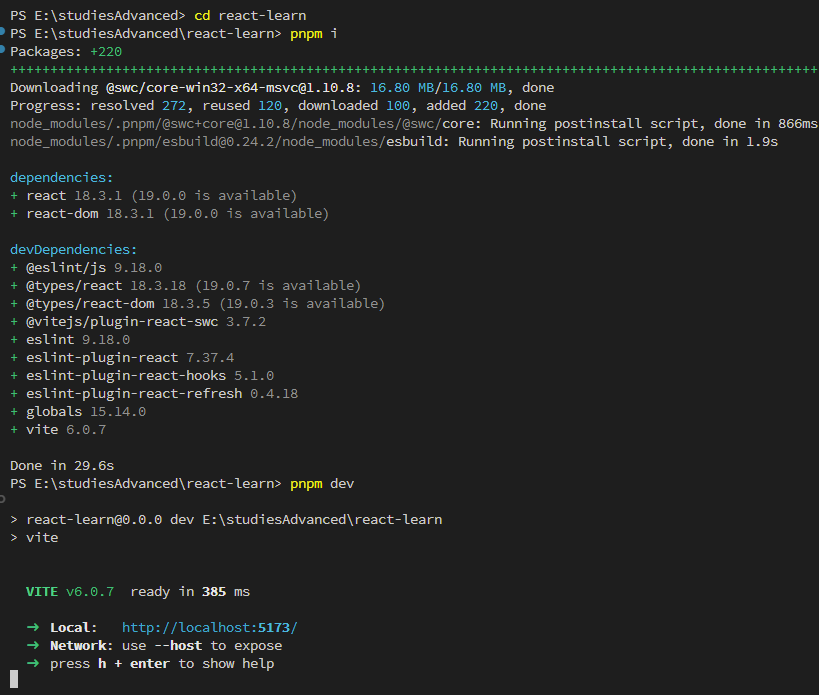 PS E:\studiesAdvanced> cd react-learn
PS E:\studiesAdvanced\react-learn> pnpm i
Packages: +220
+++++++++++++++++++++++++++++++++++++++++++++++++++++++++++++++++++++++++++++++++++++++++++++++++++++
Downloading @swc/core-win32-x64-msvc@1.10.8: 16.80 MB/16.80 MB, done
Progress: resolved 272, reused 120, downloaded 100, added 220, done
node_modules/.pnpm/@swc+core@1.10.8/node_modules/@swc/core: Running postinstall script, done in 866ms
node_modules/.pnpm/esbuild@0.24.2/node_modules/esbuild: Running postinstall script, done in 1.9s
dependencies:
+ react 18.3.1 (19.0.0 is available)
+ react-dom 18.3.1 (19.0.0 is available)
devDependencies:
+ @eslint/js 9.18.0
+ @types/react 18.3.18 (19.0.7 is available)
+ @types/react-dom 18.3.5 (19.0.3 is available)
+ @vitejs/plugin-react-swc 3.7.2
+ eslint 9.18.0
+ eslint-plugin-react 7.37.4
+ eslint-plugin-react-hooks 5.1.0
+ eslint-plugin-react-refresh 0.4.18
+ globals 15.14.0
+ vite 6.0.7
Done in 29.6s
PS E:\studiesAdvanced\react-learn> pnpm dev
> react-learn@0.0.0 dev E:\studiesAdvanced\react-learn
> vite
VITE v6.0.7 ready in 385 ms
➜ Local: http://localhost:5173/
➜ Network: use --host to expose
➜ press h + enter to show help